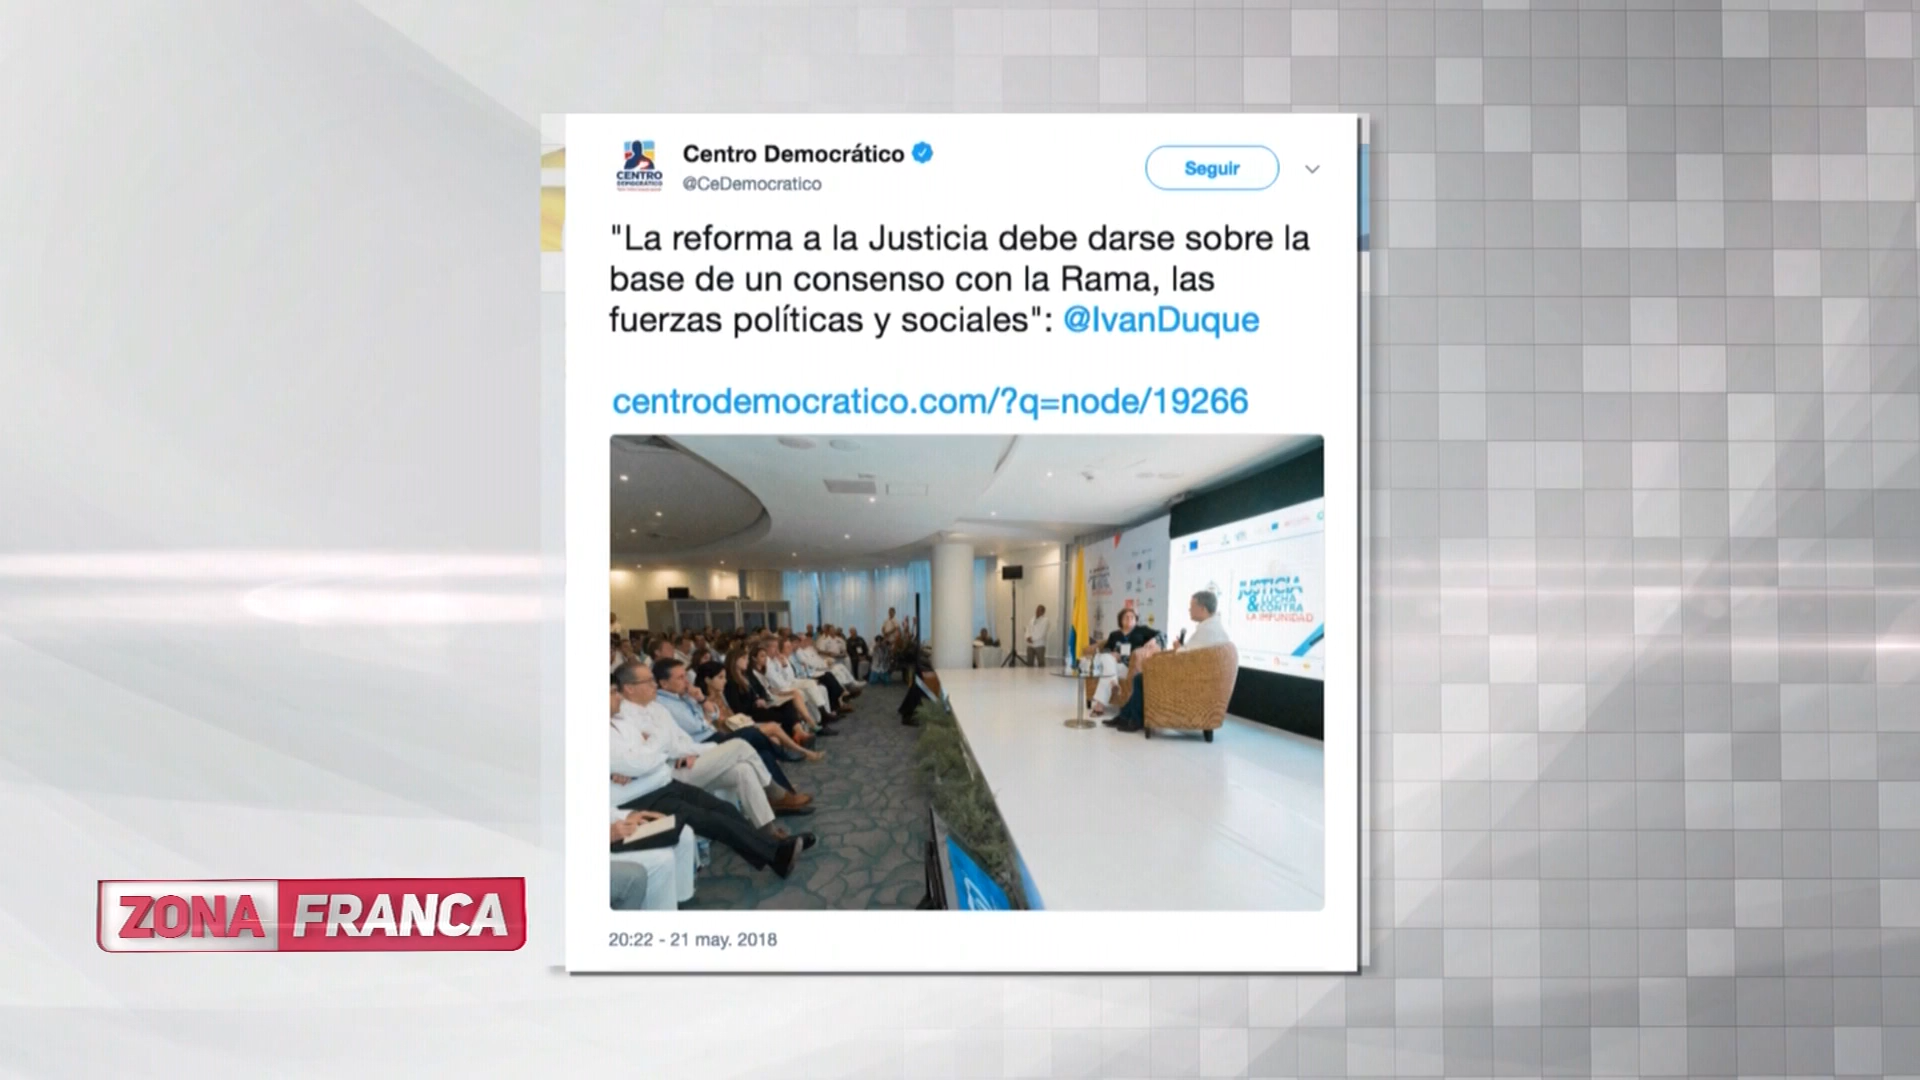 CENTRO
DEMOCRÁTICO
Centro Democrático
@CeDemocratico
Seguir
"La reforma a la Justicia debe darse sobre la
base de un consenso con la Rama, las
fuerzas políticas y sociales": @IvanDuque
centrodemocratico.com/?q=node/19266
JUSTICIA
& LUCHA
CONTRA
LA IMPUNIDAD
20:22 - 21 may. 2018
ZONA FRANCA